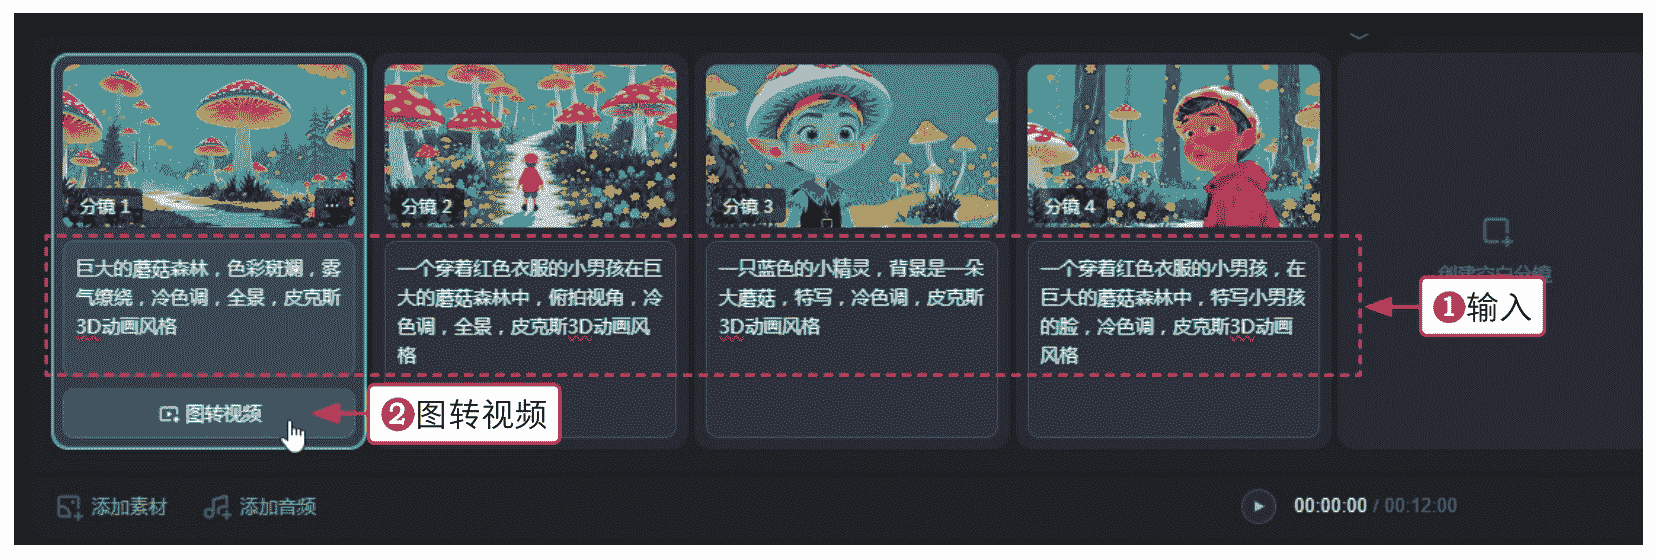 分镜 1
分镜 2
分镜 3
分镜 4
巨大的蘑菇森林，色彩斑斓，雾
气缭绕，冷色调，全景，皮克斯
3D动画风格
一个穿着红色衣服的小男孩在巨
大的蘑菇森林中，俯拍视角，冷
色调，全景，皮克斯3D动画风
格
一只蓝色的小精灵，背景是一朵
大蘑菇，特写，冷色调，皮克斯
3D动画风格
一个穿着红色衣服的小男孩，在
巨大的蘑菇森林中，特写小男孩
的脸，冷色调，皮克斯3D动画
风格
创建空白分镜
❶输入
图转视频
❷图转视频
添加素材
添加音频
00:00:00 / 00:12:00